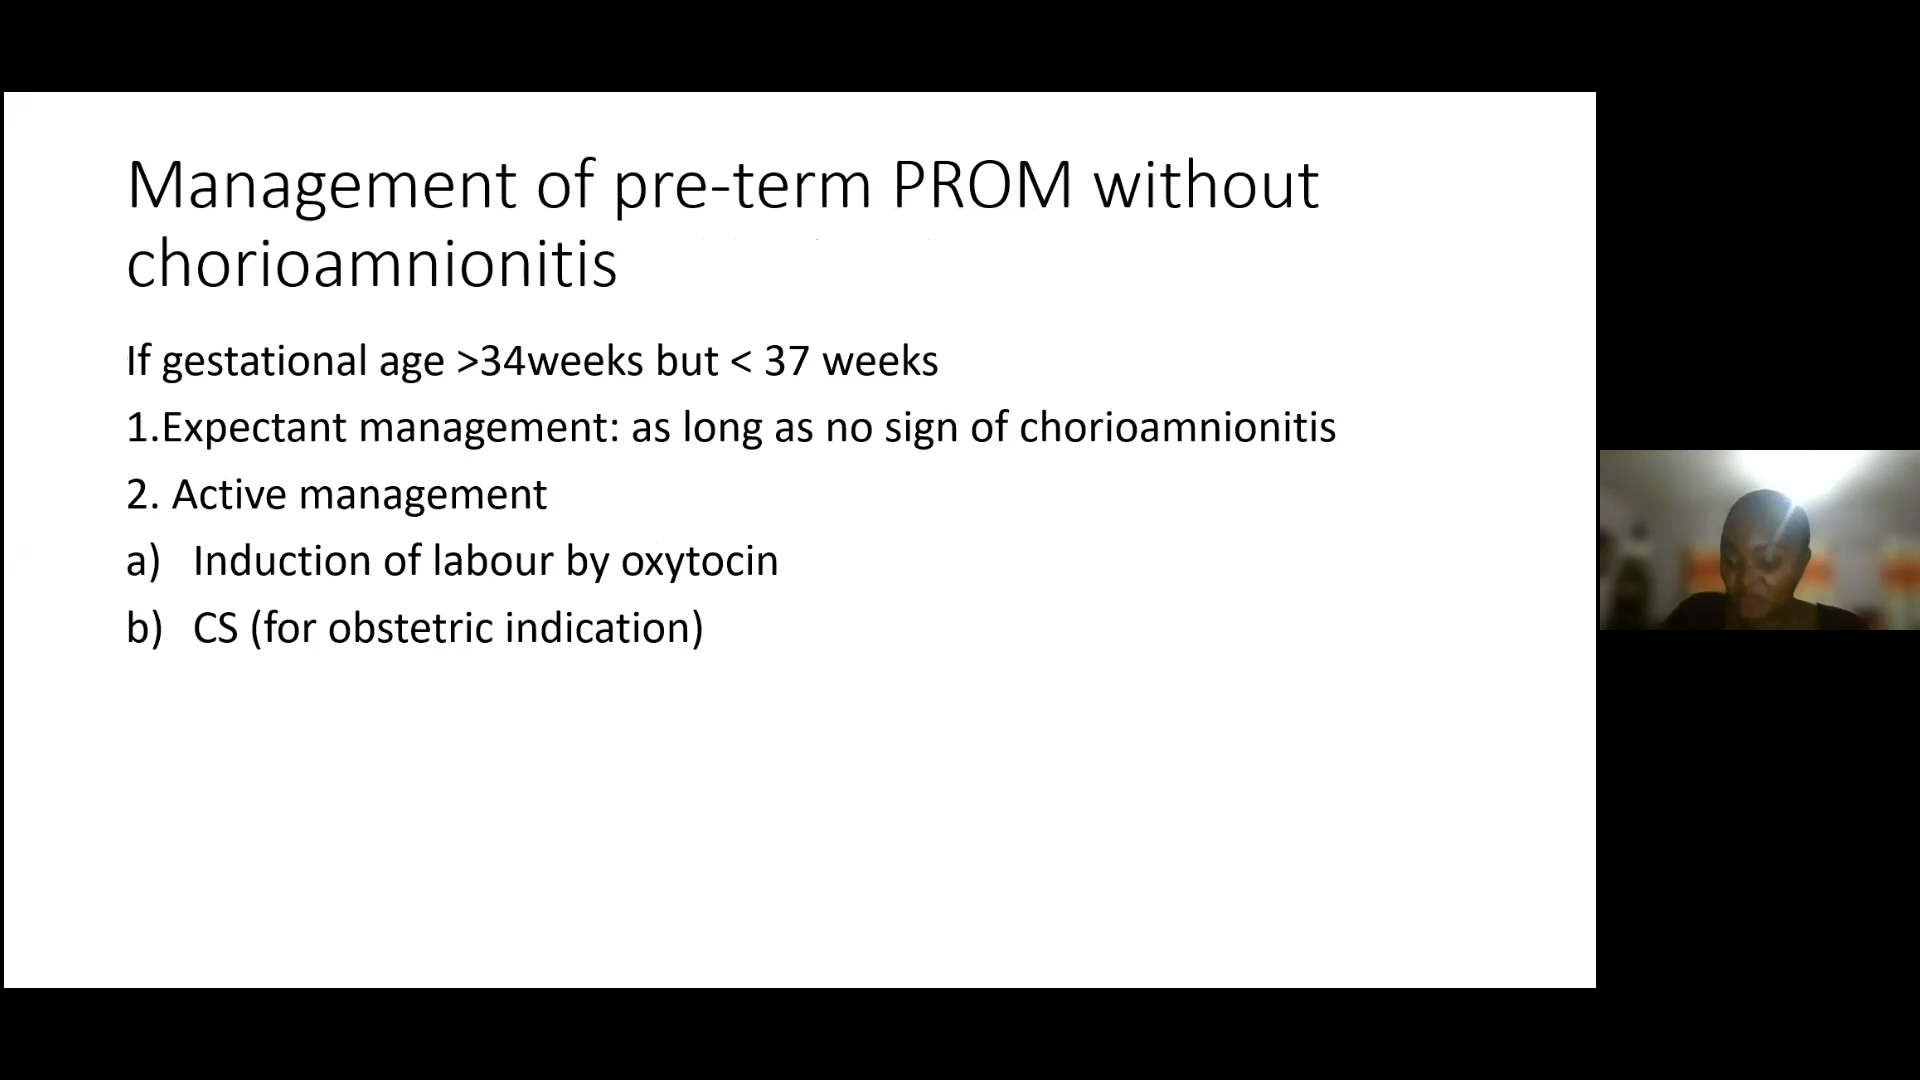 Management of pre-term PROM without
chorioamnionitis
If gestational age >34weeks but < 37 weeks
1.Expectant management: as long as no sign of chorioamnionitis
2. Active management
a) Induction of labour by oxytocin
b) CS (for obstetric indication)